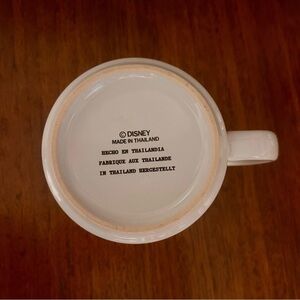 © DISNEY
MADE IN THAILAND
HECHO EN THAILANDIA
FABRIQUE AUX THAILANDE
IN THAILAND HERGESTELLT